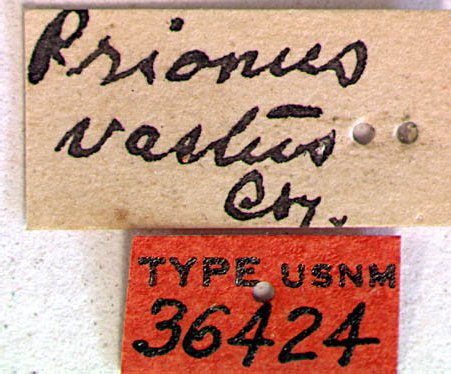 Prionus
vastus
Csy.
TYPE USNM
36424